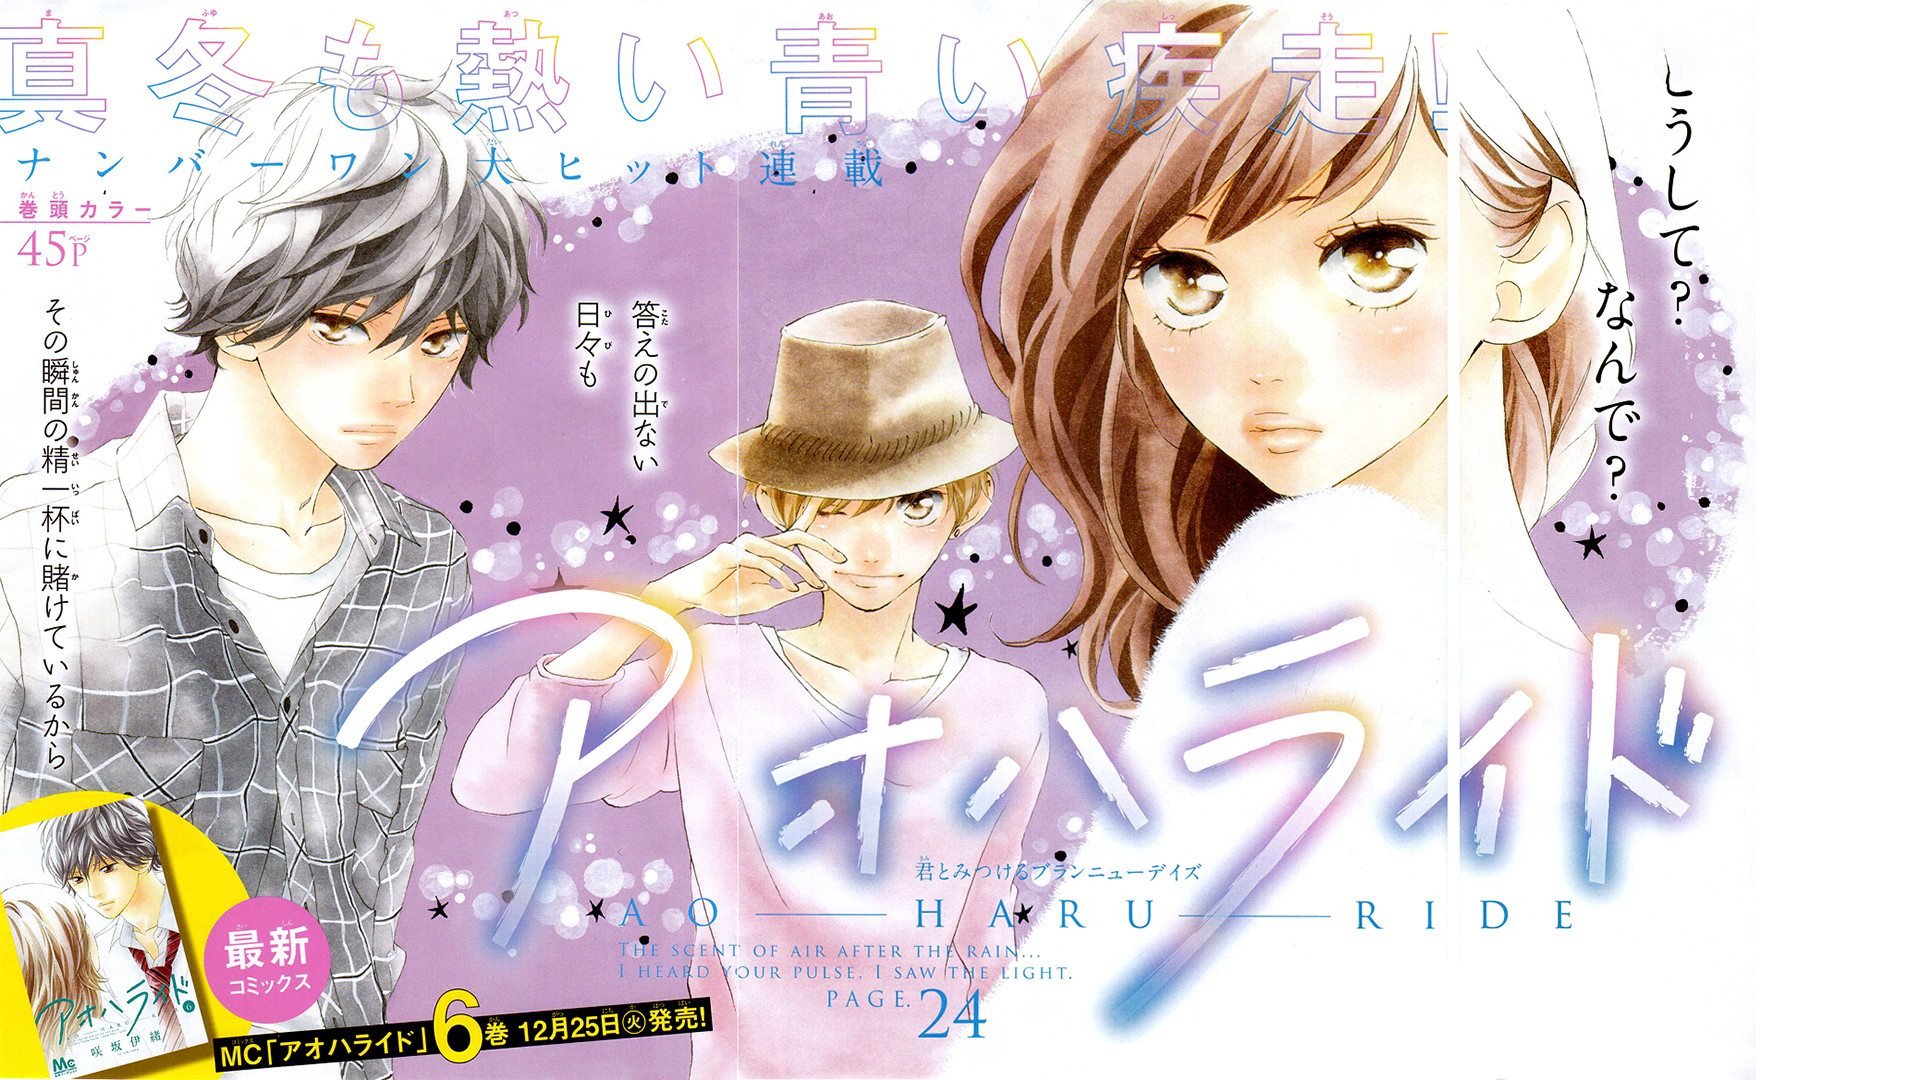 真冬も熱い青い疾走!
ナンバーワン大ヒット連載
巻頭カラー
45P
しうして?
なんで?
答えの出ない
日々も
その瞬間の精一杯に賭けているから
アオハライド
君とみつけるブランニューデイズ
AO HARU RIDE
THE SCENT OF AIR AFTER THE RAIN...
I HEARD YOUR PULSE, I SAW THE LIGHT.
PAGE.24
アオハライド
6
咲坂伊緒
MC
最新
コミックス
MC「アオハライド」6巻 12月25日(火)発売!